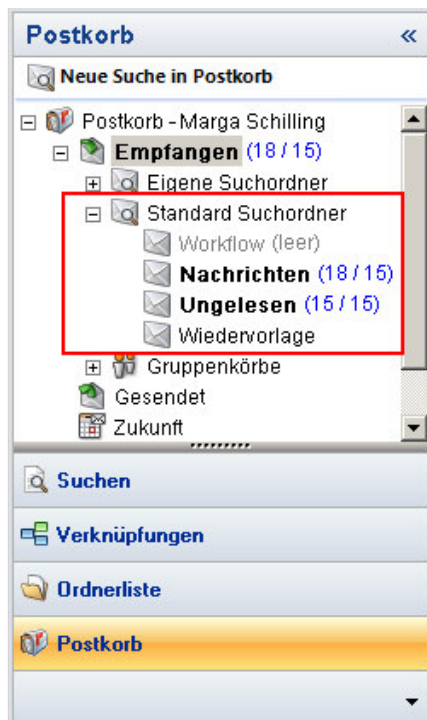 Postkorb «
Neue Suche in Postkorb
Postkorb - Marga Schilling
Empfangen (18 / 15)
Eigene Suchordner
Standard Suchordner
Workflow (leer)
Nachrichten (18 / 15)
Ungelesen (15 / 15)
Wiedervorlage
Gruppenkörbe
Gesendet
Zukunft
Suchen
Verknüpfungen
Ordnerliste
Postkorb